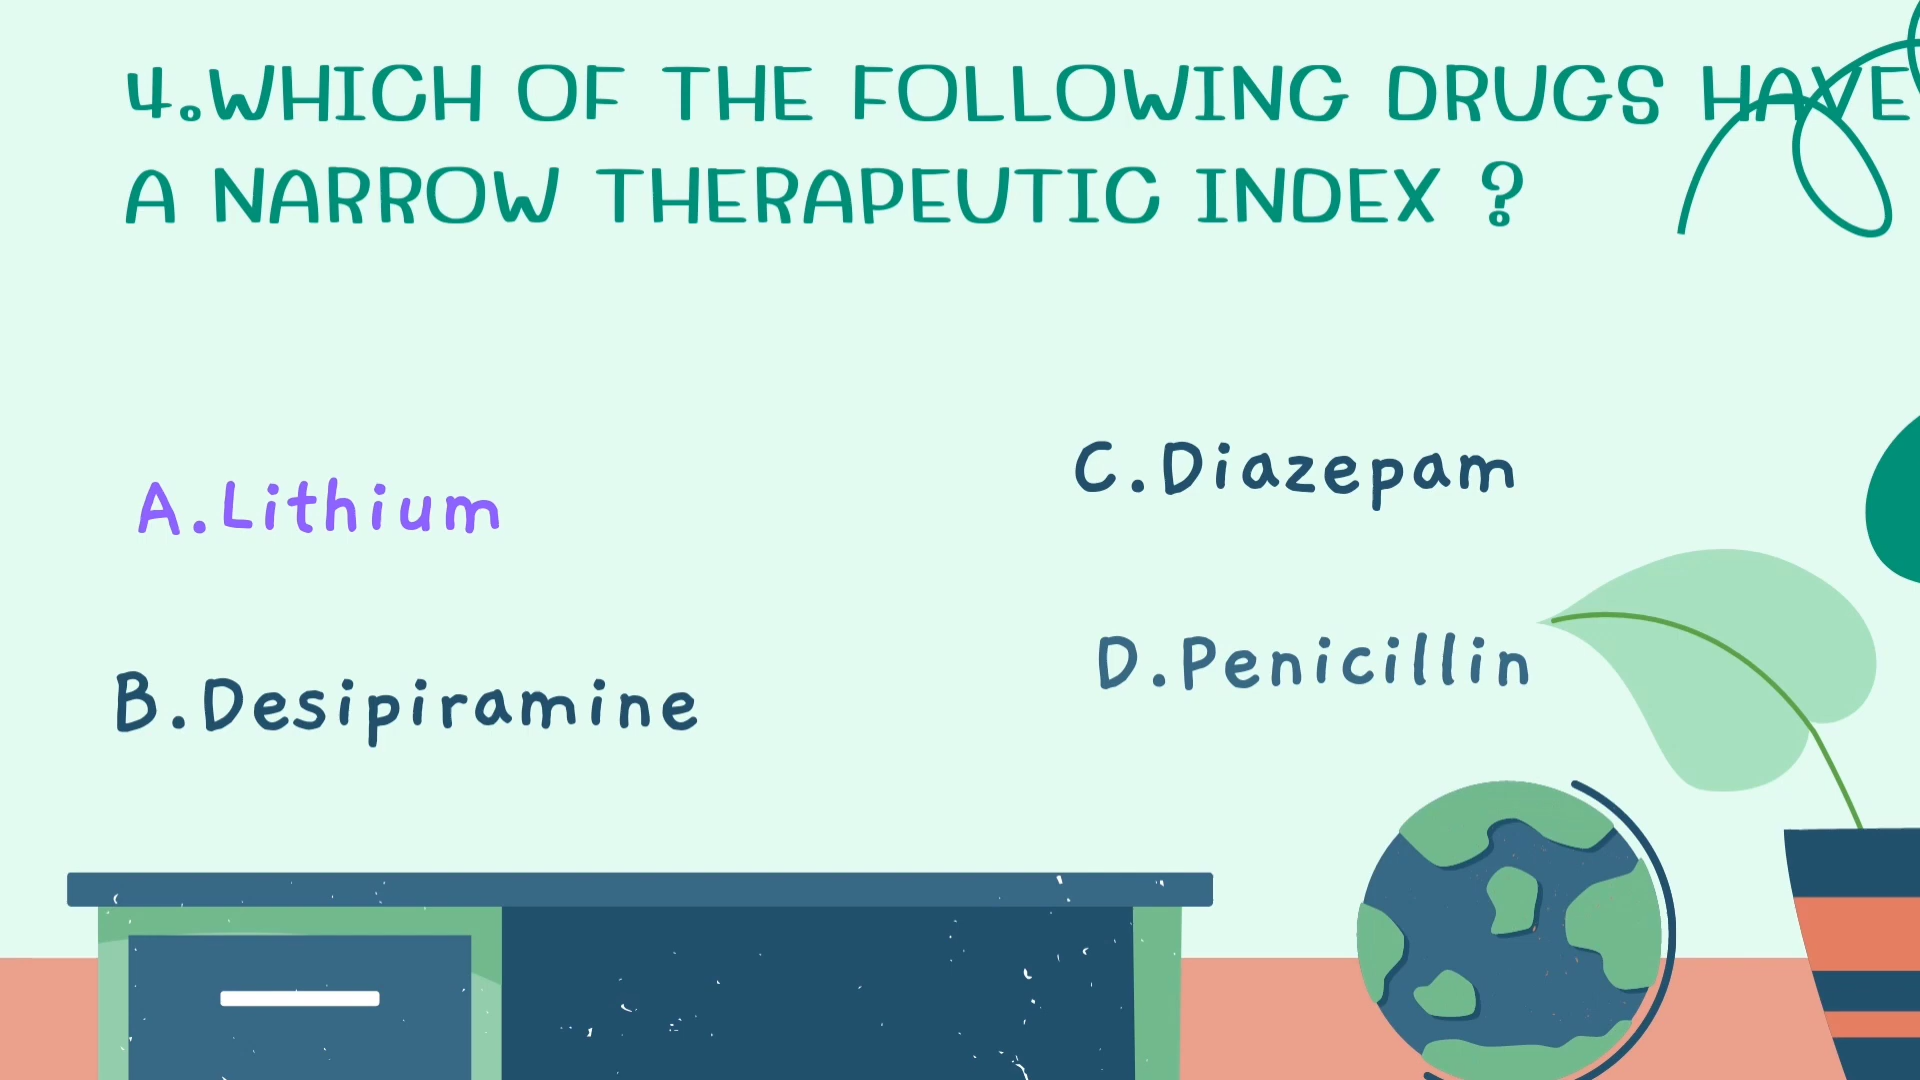 4.WHICH OF THE FOLLOWING DRUGS HAVE
A NARROW THERAPEUTIC INDEX ?
A.Lithium
B.Desipiramine
C.Diazepam
D.Penicillin